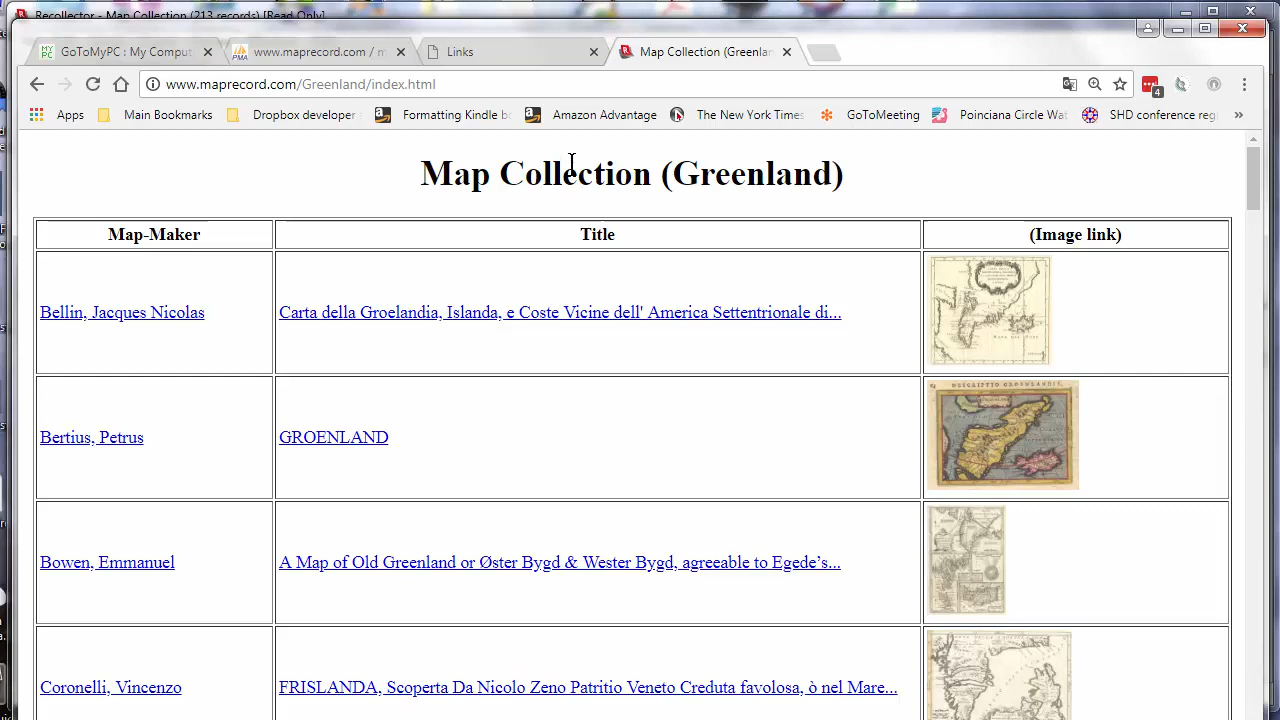 Recollector - Map Collection (213 records) [Read Only]
GoToMyPC : My Comput
www.maprecord.com / m
Links
Map Collection (Greenlan
www.maprecord.com/Greenland/index.html
4
Apps
Main Bookmarks
Dropbox developer
Formatting Kindle b
Amazon Advantage
The New York Times
GoToMeeting
Poinciana Circle Wat
SHD conference reg
Map Collection (Greenland)
Map-Maker
Title
(Image link)
Bellin, Jacques Nicolas
Carta della Groelandia, Islanda, e Coste Vicine dell' America Settentrionale di...
Bertius, Petrus
GROENLAND
Bowen, Emmanuel
A Map of Old Greenland or Øster Bygd & Wester Bygd, agreeable to Egede’s...
Coronelli, Vincenzo
FRISLANDA, Scoperta Da Nicolo Zeno Patritio Veneto Creduta favolosa, ò nel Mare...